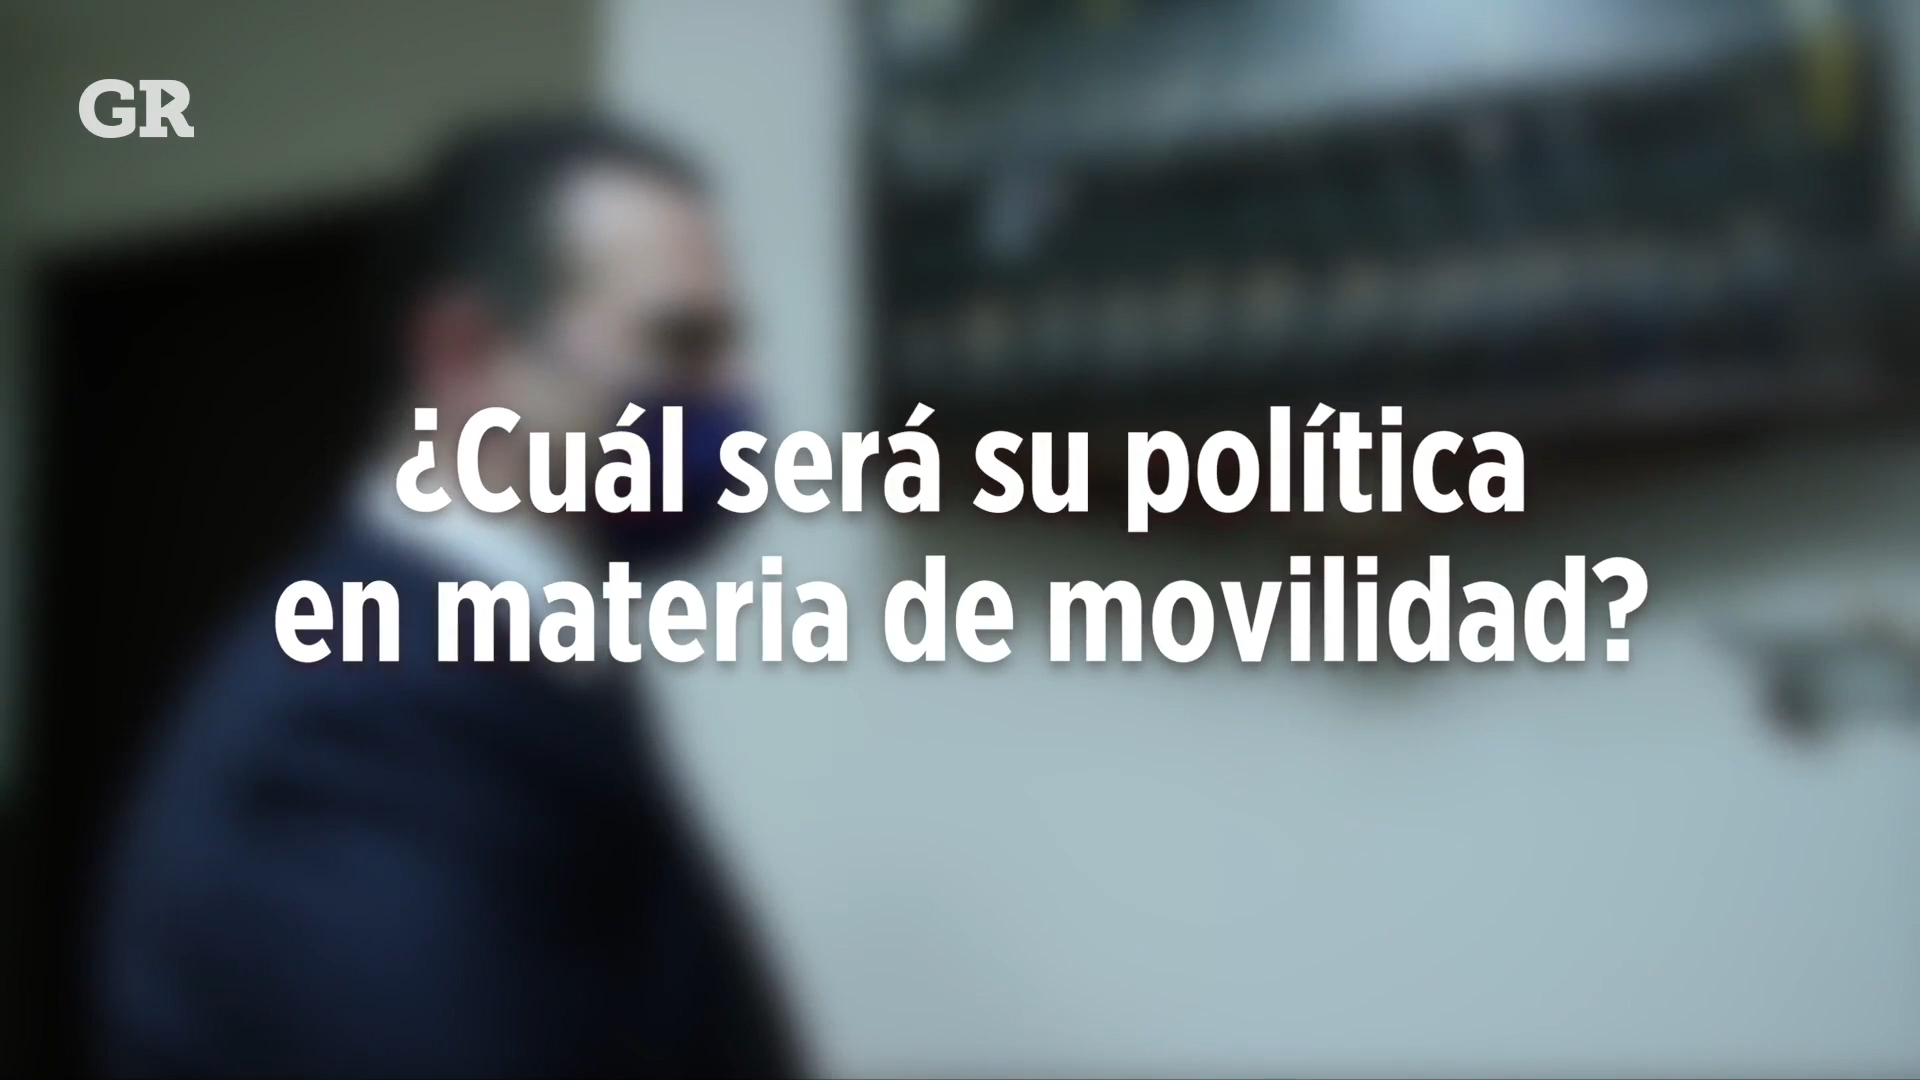 GR
¿Cuál será su política
en materia de movilidad?